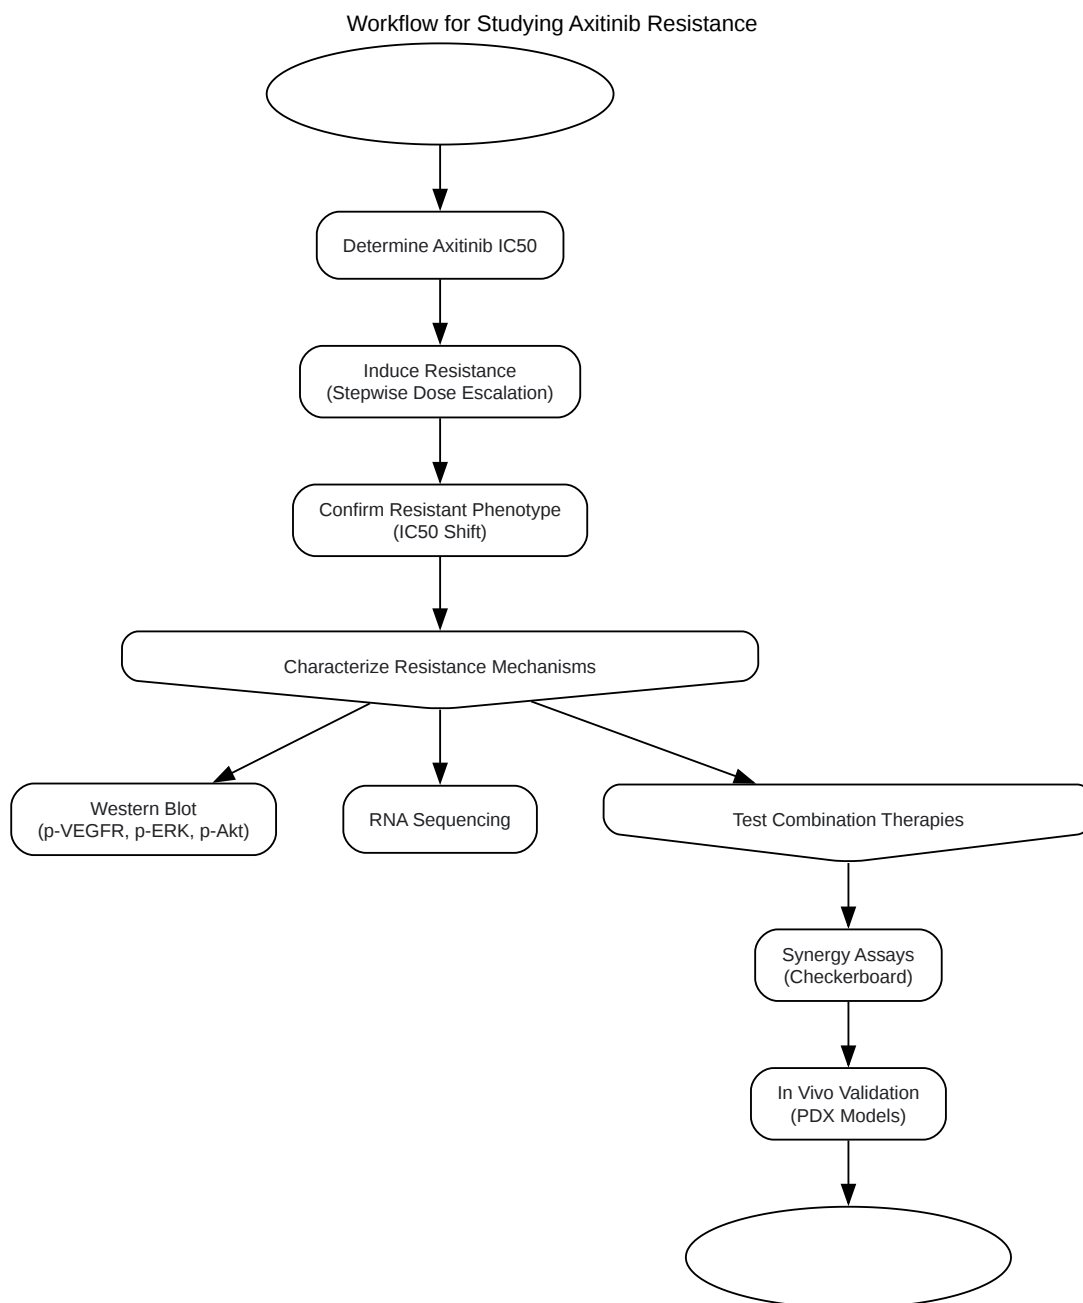 Workflow for Studying Axitinib Resistance
Determine Axitinib IC50
Induce Resistance
(Stepwise Dose Escalation)
Confirm Resistant Phenotype
(IC50 Shift)
Characterize Resistance Mechanisms
Western Blot
(p-VEGFR, p-ERK, p-Akt)
RNA Sequencing
Test Combination Therapies
Synergy Assays
(Checkerboard)
In Vivo Validation
(PDX Models)